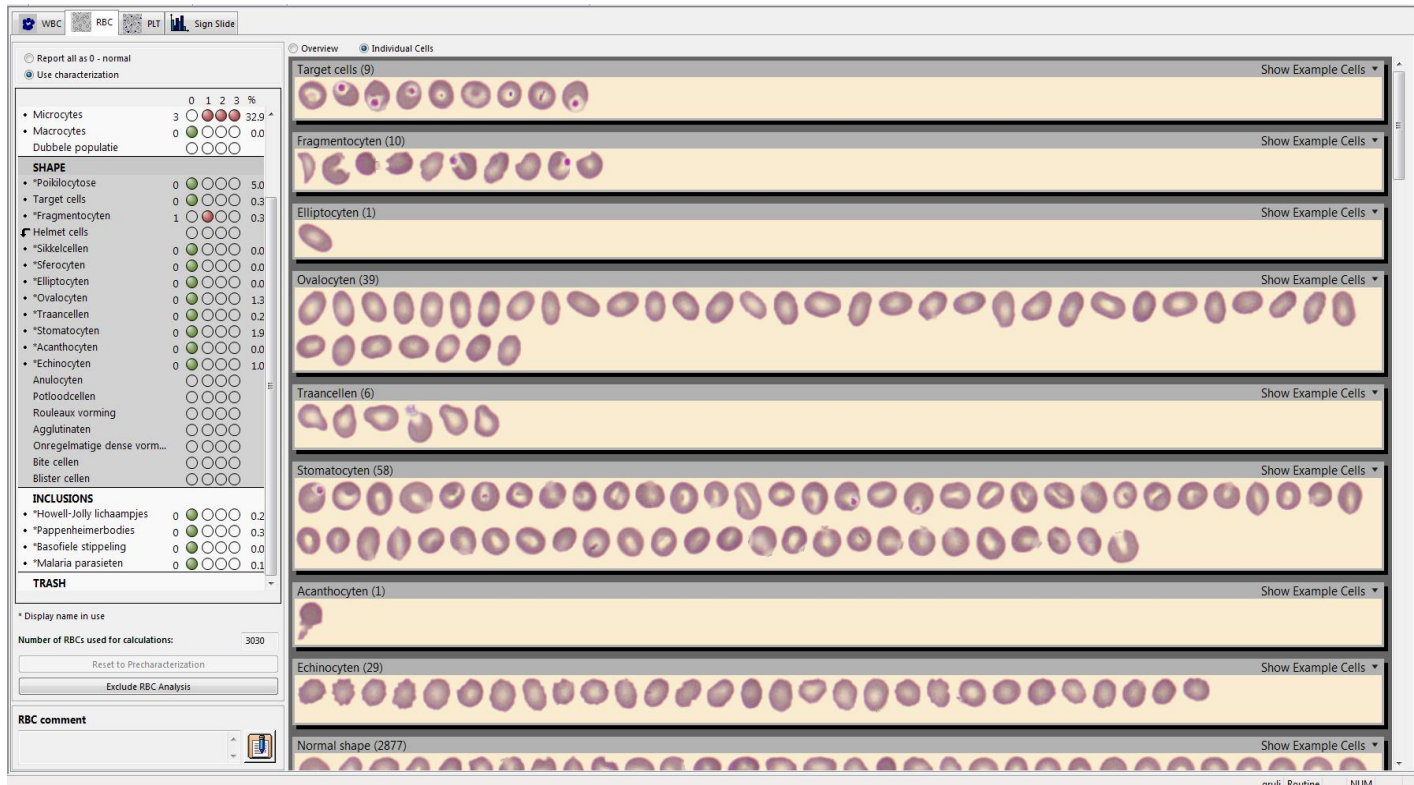 WBC RBC PLT Sign Slide
Report all as 0 - normal
Use characterization
0 1 2 3 %
Microcytes 3 32.9
Macrocytes 0 0.0
Dubbele populatie
SHAPE
*Poikilocytose 0 5.0
Target cells 0 0.3
*Fragmentocyten 1 0.3
Helmet cells
*Sikkelcellen 0 0.0
*Sferocyten 0 0.0
*Elliptocyten 0 0.0
*Ovalocyten 0 1.3
*Traancellen 0 0.2
*Stomatocyten 0 1.9
*Acanthocyten 0 0.0
*Echinocyten 0 1.0
Anulocyten
Potloodcellen
Rouleaux vorming
Agglutinaten
Onregelmatige dense vorm...
Bite cellen
Blister cellen
INCLUSIONS
*Howell-Jolly lichaampjes 0 0.2
*Pappenheimerbodies 0 0.3
*Basofiele stippeling 0 0.0
*Malaria parasieten 0 0.1
TRASH
* Display name in use
Number of RBCs used for calculations: 3030
Reset to Precharacterization
Exclude RBC Analysis
RBC comment
Overview Individual Cells
Target cells (9) Show Example Cells
Fragmentocyten (10) Show Example Cells
Elliptocyten (1) Show Example Cells
Ovalocyten (39) Show Example Cells
Traancellen (6) Show Example Cells
Stomatocyten (58) Show Example Cells
Acanthocyten (1) Show Example Cells
Echinocyten (29) Show Example Cells
Normal shape (2877) Show Example Cells
Routine NUM